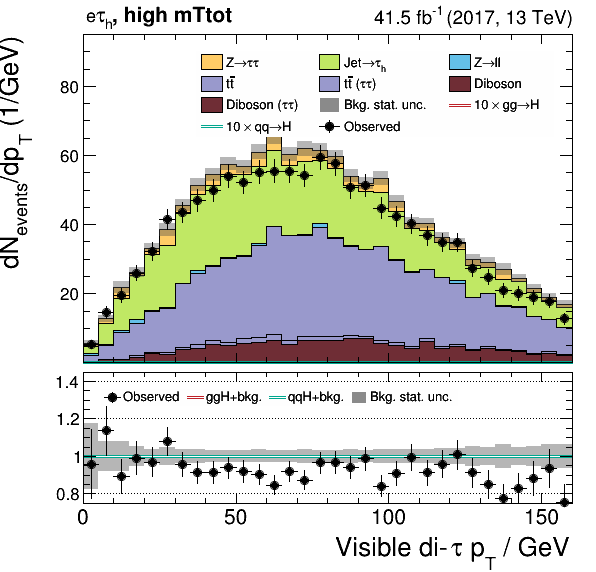 eτh, high mTtot 41.5 fb⁻¹ (2017, 13 TeV)
dNevents/dpT (1/GeV)
80
60
40
20
Z→ττ Jet→τh Z→ll
tt̄ tt̄ (ττ) Diboson
Diboson (ττ) Bkg. stat. unc. 10 × gg→H
10 × qq→H Observed
1.4
1.2
1
0.8
Observed ggH+bkg. qqH+bkg. Bkg. stat. unc.
0 50 100 150
Visible di-τ pT / GeV